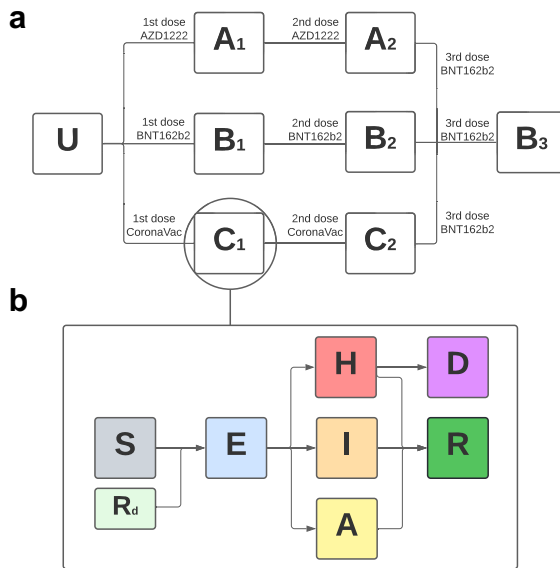 a
1st dose
AZD1222
A1
2nd dose
AZD1222
A2
3rd dose
BNT162b2
U
1st dose
BNT162b2
B1
2nd dose
BNT162b2
B2
3rd dose
BNT162b2
B3
1st dose
CoronaVac
C1
2nd dose
CoronaVac
C2
3rd dose
BNT162b2
b
H
D
S
E
I
R
Rd
A